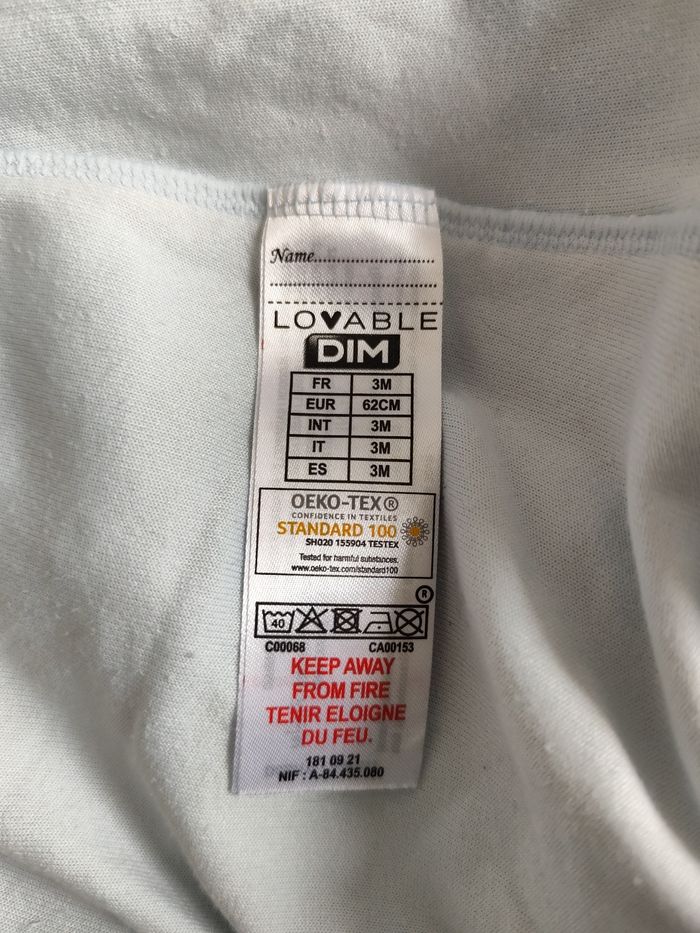 Name..........................
....................................
LOVABLE
DIM
FR 3M
EUR 62CM
INT 3M
IT 3M
ES 3M
OEKO-TEX®
CONFIDENCE IN TEXTILES
STANDARD 100
SH020 155904 TESTEX
Tested for harmful substances.
www.oeko-tex.com/standard100
®
40
C00068 CA00153
KEEP AWAY
FROM FIRE
TENIR ELOIGNE
DU FEU.
181 09 21
NIF : A-84.435.080